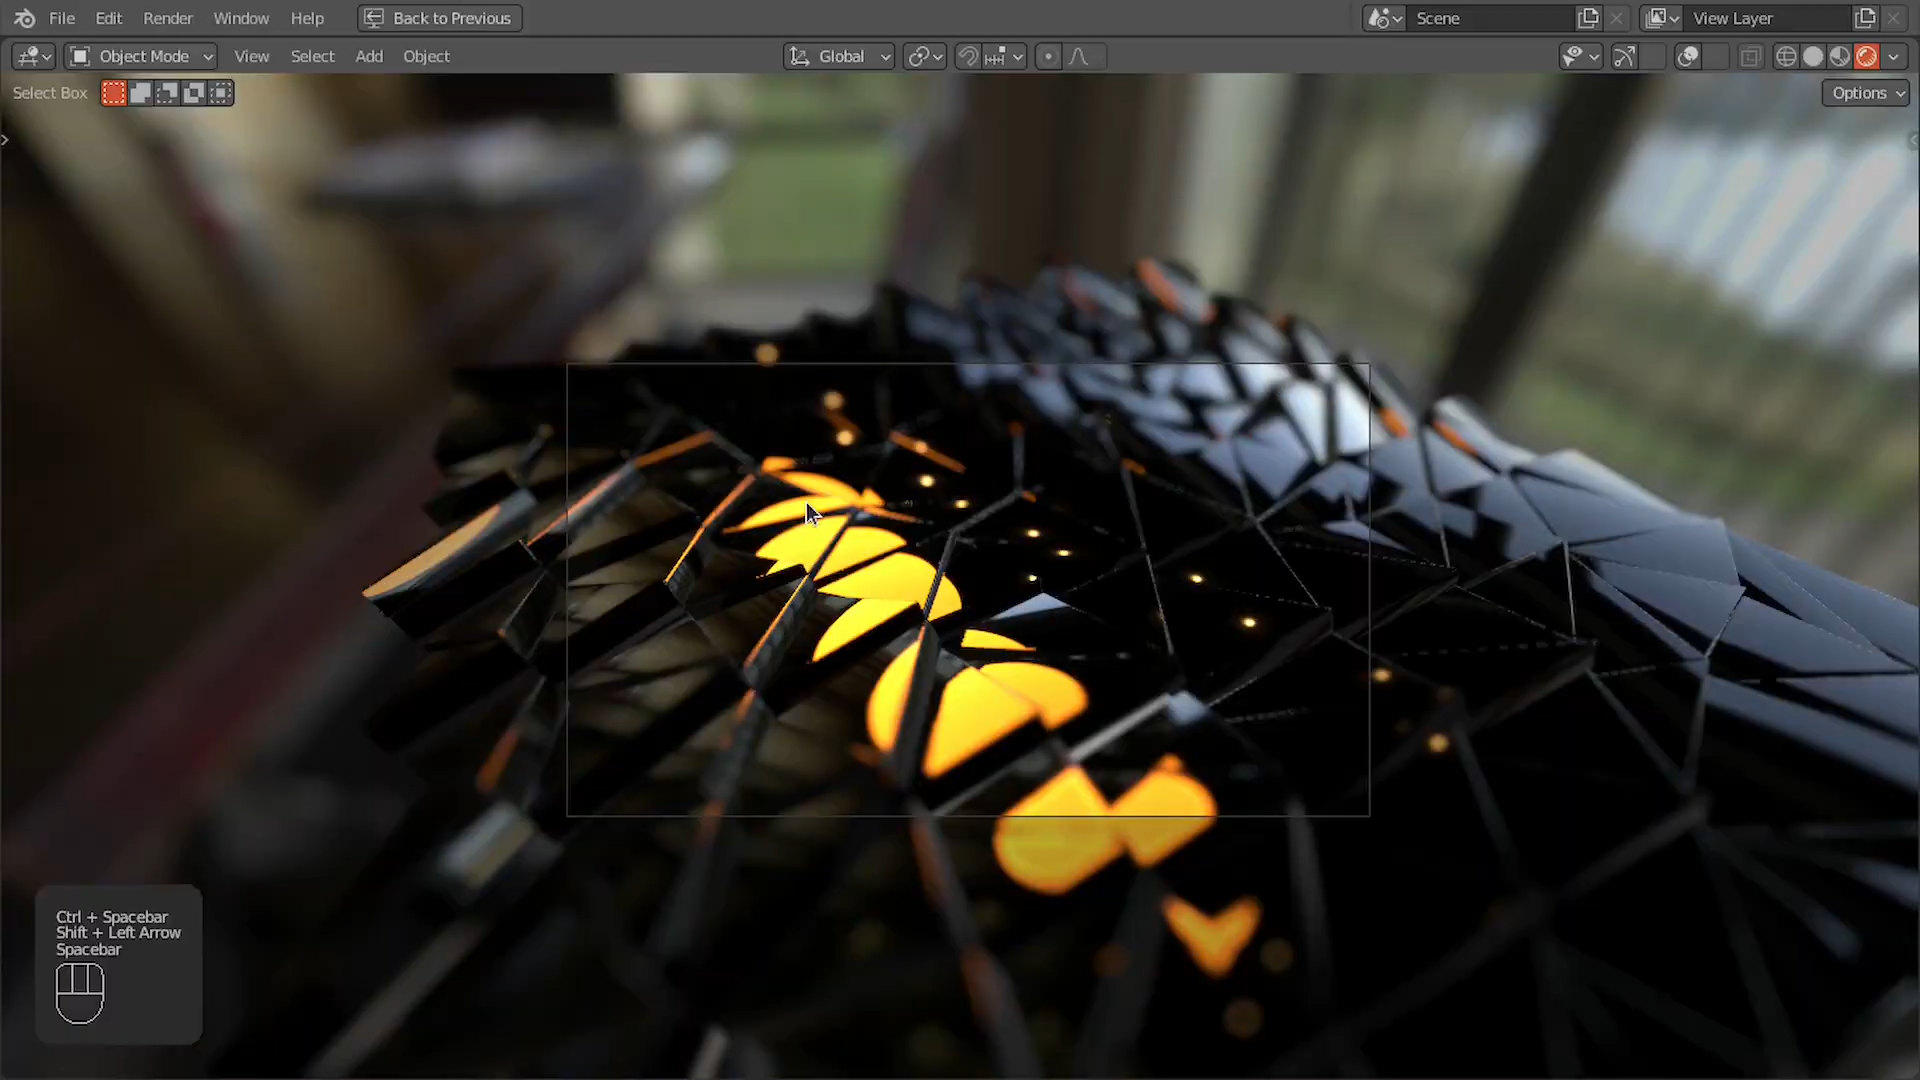 File Edit Render Window Help Back to Previous Scene View Layer
Object Mode View Select Add Object Global
Select Box Options
Ctrl + Spacebar
Shift + Left Arrow
Spacebar